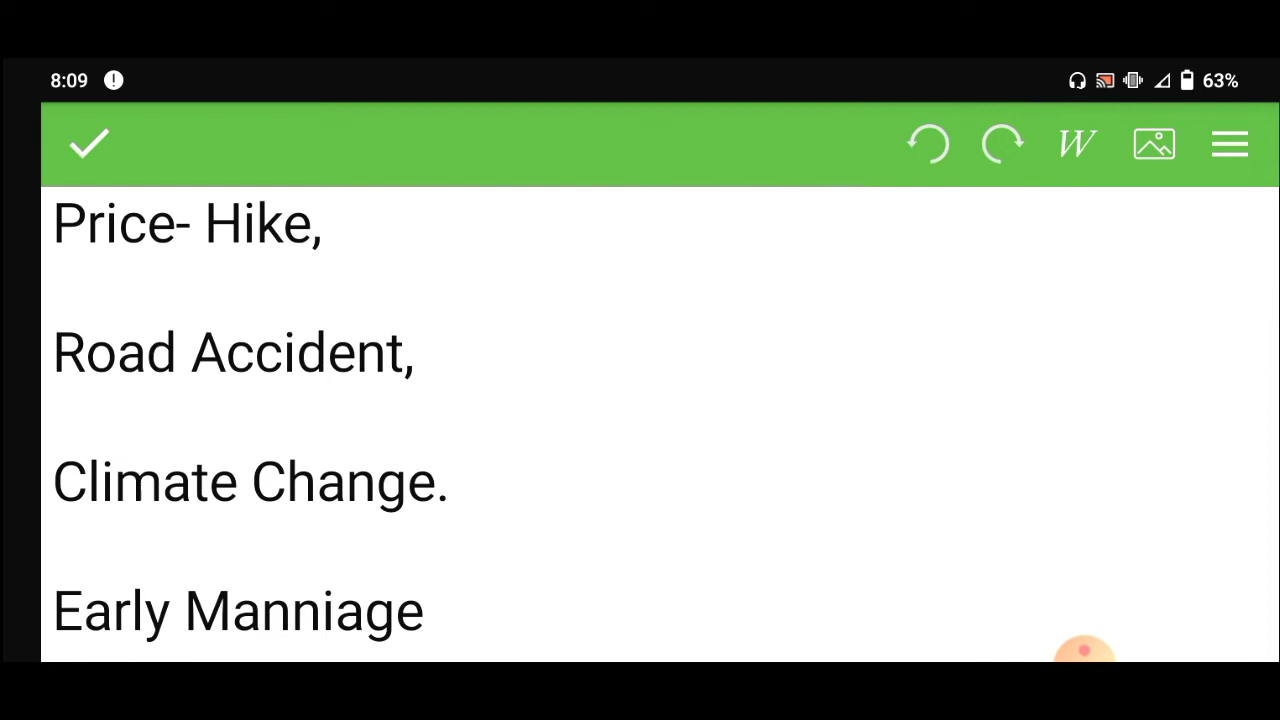 8:09 63%
W
Price- Hike,
Road Accident,
Climate Change.
Early Manniage